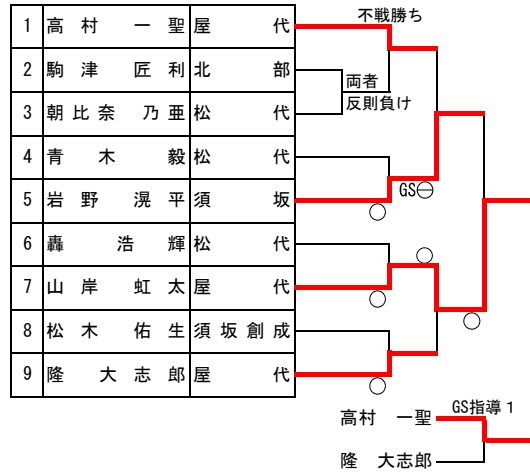 不戦勝ち
1 高村 一聖 屋代
2 駒津 匠利 北部
両者
反則負け
3 朝比奈 乃亜 松代
4 青木 毅 松代
5 岩野 滉平 須坂
GS㊀
○
6 轟 浩輝 松代
○
7 山岸 虹太 屋代
○
○
8 松木 佑生 須坂創成
9 隆 大志郎 屋代
○
高村 一聖 GS指導1
隆 大志郎